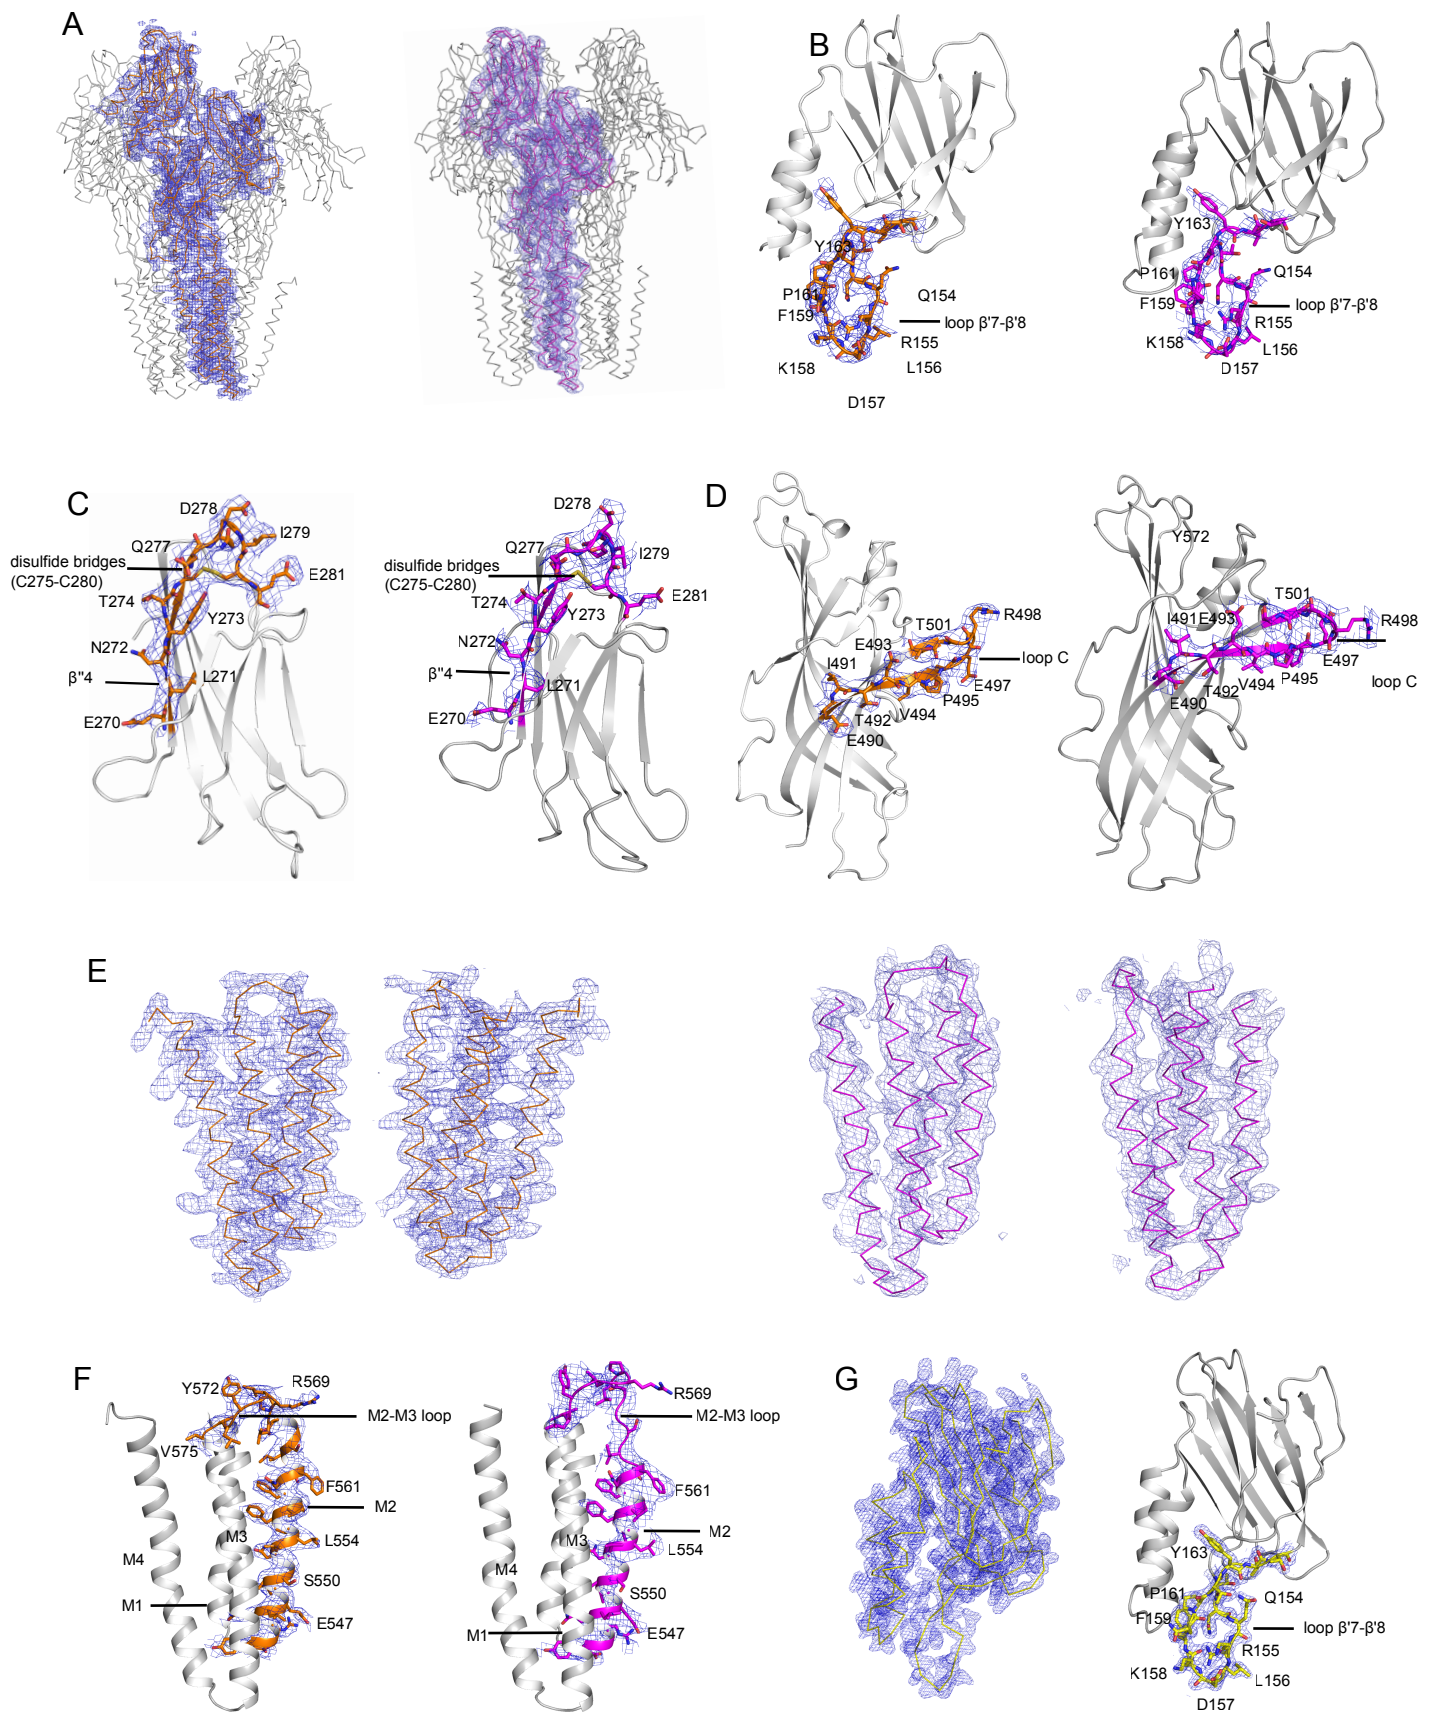 A
B
Y163
P161
F159
Q154
loop β'7-β'8
R155
K158
L156
D157
Y163
P161
Q154
F159
loop β'7-β'8
R155
K158
L156
D157
C
D278
I279
Q277
disulfide bridges
(C275-C280)
E281
T274
Y273
N272
β"4
L271
E270
D278
Q277
I279
disulfide bridges
(C275-C280)
E281
T274
Y273
N272
β"4
L271
E270
D
R498
T501
E493
I491
loop C
E497
P495
V494
T492
E490
Y572
T501
I491
E493
R498
E497
P495
loop C
V494
T492
E490
E
F
Y572
R569
M2-M3 loop
V575
F561
M2
M3
L554
M4
S550
M1
E547
R569
M2-M3 loop
F561
M2
M3
L554
M4
S550
M1
E547
G
Y163
P161
Q154
F159
loop β'7-β'8
R155
K158
L156
D157